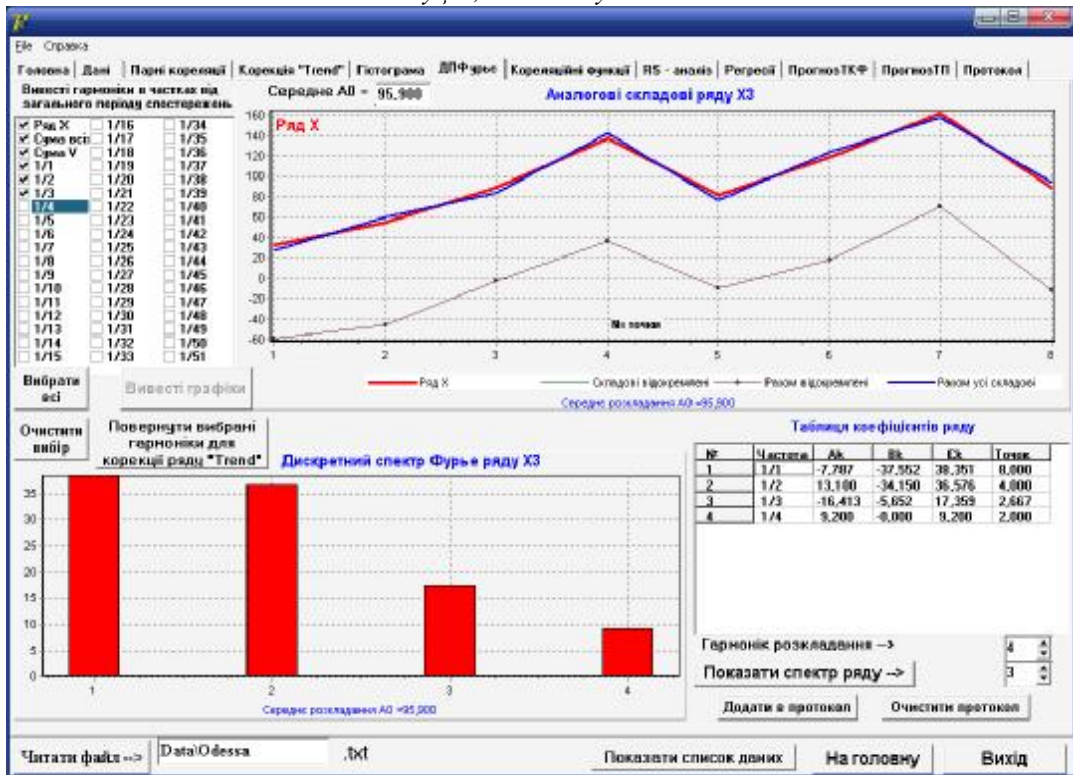 File Справка
Головна Дані Парні кореляції Корекція "Trend" Гістограма ДПФурье Кореляційні функції RS - аналіз Регресії ПрогнозТКФ ПрогнозТП Протокол
Вивесті гармоніки в частках від
загального періоду спостережень
Середне A0 = 95,900
Аналогові складові ряду X3
Ряд X 1/16 1/34
Сума всіх 1/17 1/35
Сума V 1/18 1/36
1/1 1/19 1/37
1/2 1/20 1/38
1/3 1/21 1/39
1/4 1/22 1/40
1/5 1/23 1/41
1/6 1/24 1/42
1/7 1/25 1/43
1/8 1/26 1/44
1/9 1/27 1/45
1/10 1/28 1/46
1/11 1/29 1/47
1/12 1/30 1/48
1/13 1/31 1/49
1/14 1/32 1/50
1/15 1/33 1/51
Ряд X
160
140
120
100
80
60
40
20
0
-20
-40
-60
№ точки
1 2 3 4 5 6 7 8
Ряд X Складові відокремлені Разом відокремлені Разом усі складові
Середнє розкладання A0 =95,900
Вибрати
всі
Вивесті графіки
Очистити
вибір
Повернути вибрані
гармоніки для
корекції ряду "Trend"
Дискретний спектр Фурье ряду X3
35
30
25
20
15
10
5
0
1 2 3 4
Середнє розкладання A0 =95,900
Таблиця коефіцієнтів ряду
№ Частота Ak Bk Ck Точок
1 1/1 -7,787 -37,552 38,351 8,000
2 1/2 13,100 -34,150 36,576 4,000
3 1/3 -16,413 -5,652 17,359 2,667
4 1/4 9,200 -0,000 9,200 2,000
Гармонік розкладання --> 4
Показати спектр ряду --> 3
Додати в протокол Очистити протокол
Читати файл --> Data\Odessa .txt Показати список даних На головну Вихід